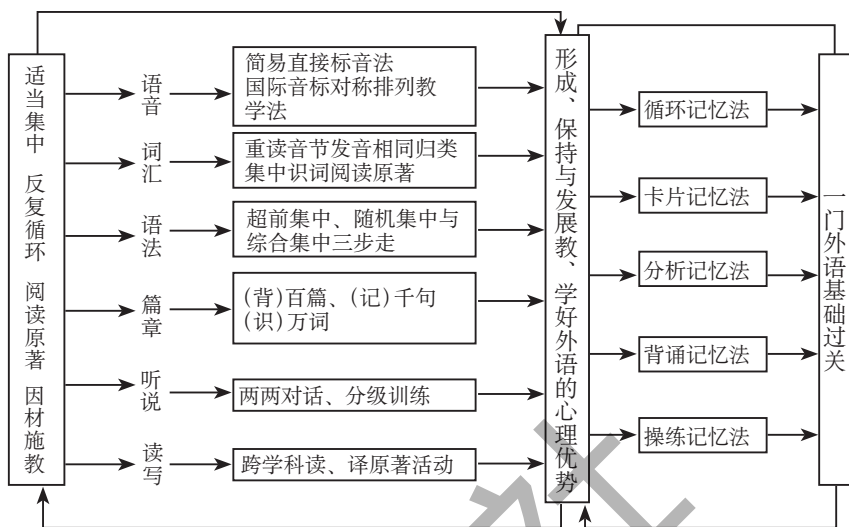 适当集中 反复循环 阅读原著 因材施教
语音
简易直接标音法
国际音标对称排列教
学法
词汇
重读音节发音相同归类
集中识词阅读原著
语法
超前集中、随机集中与
综合集中三步走
篇章
(背)百篇、(记)千句
(识)万词
听说
两两对话、分级训练
读写
跨学科读、译原著活动
形成、保持与发展教、学好外语的心理优势
循环记忆法
卡片记忆法
分析记忆法
背诵记忆法
操练记忆法
一门外语基础过关